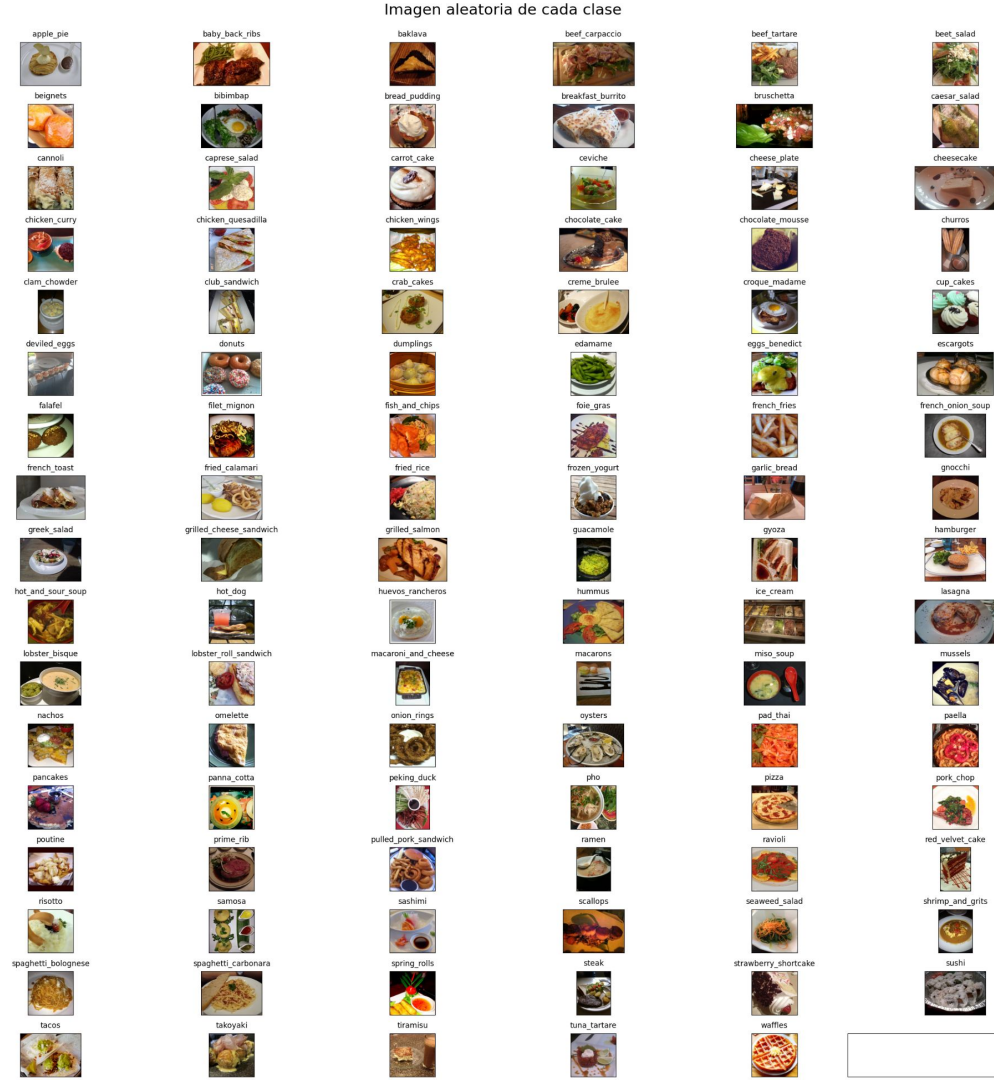 Imagen aleatoria de cada clase
apple_pie baby_back_ribs baklava beef_carpaccio beef_tartare beet_salad
beignets bibimbap bread_pudding breakfast_burrito bruschetta caesar_salad
cannoli caprese_salad carrot_cake ceviche cheese_plate cheesecake
chicken_curry chicken_quesadilla chicken_wings chocolate_cake chocolate_mousse churros
clam_chowder club_sandwich crab_cakes creme_brulee croque_madame cup_cakes
deviled_eggs donuts dumplings edamame eggs_benedict escargots
falafel filet_mignon fish_and_chips foie_gras french_fries french_onion_soup
french_toast fried_calamari fried_rice frozen_yogurt garlic_bread gnocchi
greek_salad grilled_cheese_sandwich grilled_salmon guacamole gyoza hamburger
hot_and_sour_soup hot_dog huevos_rancheros hummus ice_cream lasagna
lobster_bisque lobster_roll_sandwich macaroni_and_cheese macarons miso_soup mussels
nachos omelette onion_rings oysters pad_thai paella
pancakes panna_cotta peking_duck pho pizza pork_chop
poutine prime_rib pulled_pork_sandwich ramen ravioli red_velvet_cake
risotto samosa sashimi scallops seaweed_salad shrimp_and_grits
spaghetti_bolognese spaghetti_carbonara spring_rolls steak strawberry_shortcake sushi
tacos takoyaki tiramisu tuna_tartare waffles